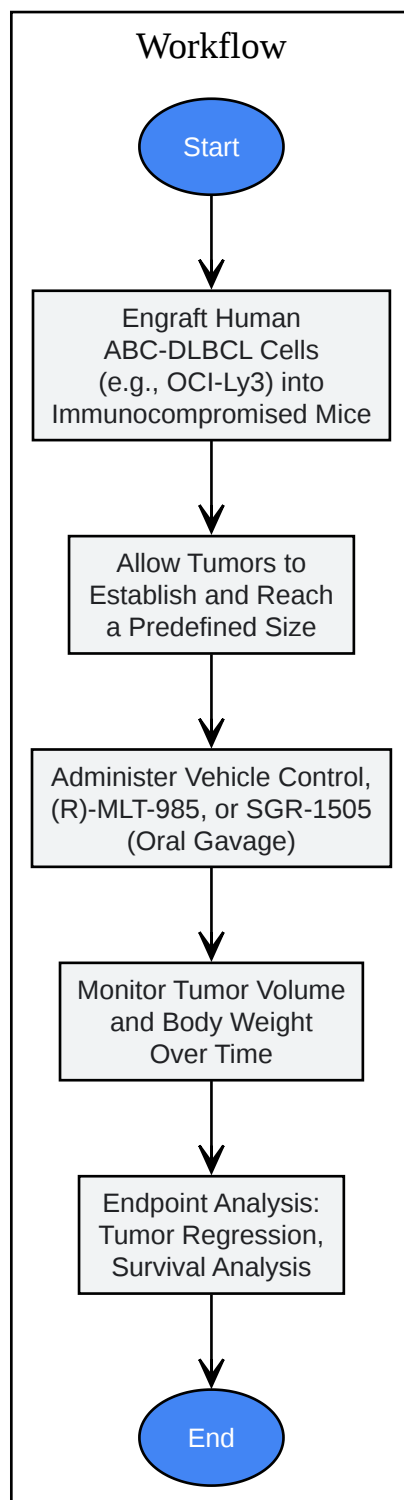 Workflow
Start
Engraft Human
ABC-DLBCL Cells
(e.g., OCI-Ly3) into
Immunocompromised Mice
Allow Tumors to
Establish and Reach
a Predefined Size
Administer Vehicle Control,
(R)-MLT-985, or SGR-1505
(Oral Gavage)
Monitor Tumor Volume
and Body Weight
Over Time
Endpoint Analysis:
Tumor Regression,
Survival Analysis
End